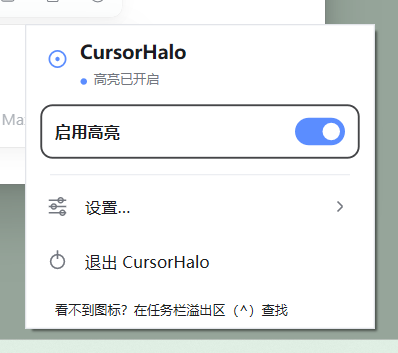 CursorHalo
高亮已开启
Ma
启用高亮
设置...
退出 CursorHalo
看不到图标？在任务栏溢出区（^）查找